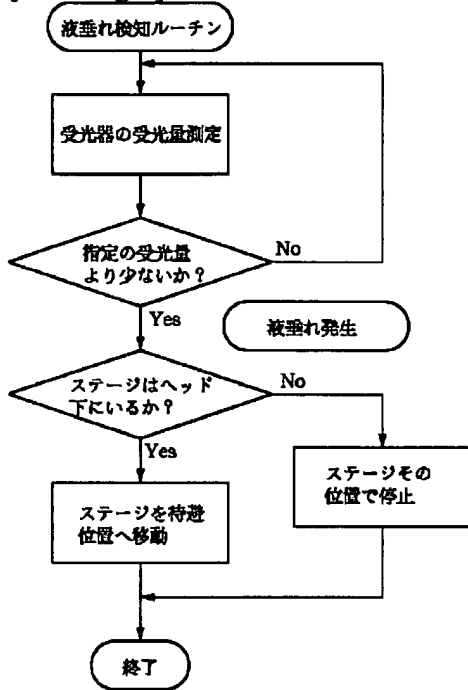 液垂れ検知ルーチン
受光器の受光量測定
指定の受光量
より少ないか?
No
Yes
液垂れ発生
ステージはヘッド
下にいるか?
No
Yes
ステージその
位置で停止
ステージを待避
位置へ移動
終了